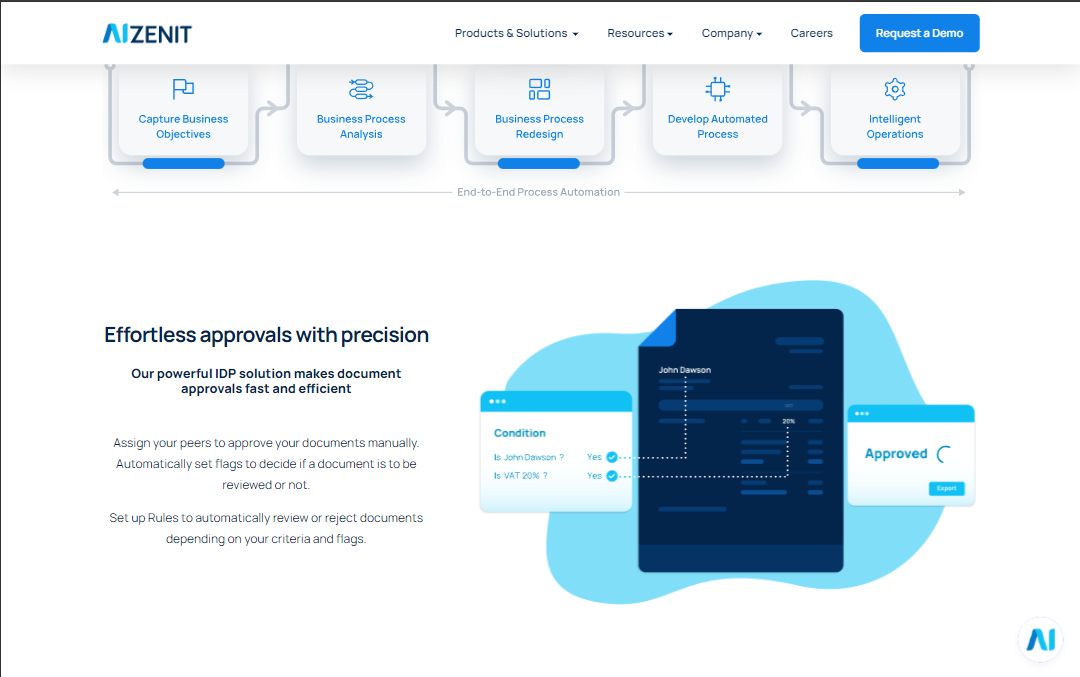 AIZENIT
Products & Solutions
Resources
Company
Careers
Request a Demo
Capture Business
Objectives
Business Process
Analysis
Business Process
Redesign
Develop Automated
Process
Intelligent
Operations
End-to-End Process Automation
Effortless approvals with precision
Our powerful IDP solution makes document
approvals fast and efficient
Assign your peers to approve your documents manually.
Automatically set flags to decide if a document is to be
reviewed or not.
Set up Rules to automatically review or reject documents
depending on your criteria and flags.
Condition
Is John Dawson ? Yes
Is VAT 20% ? Yes
John Dawson
20%
Approved
Export
AI